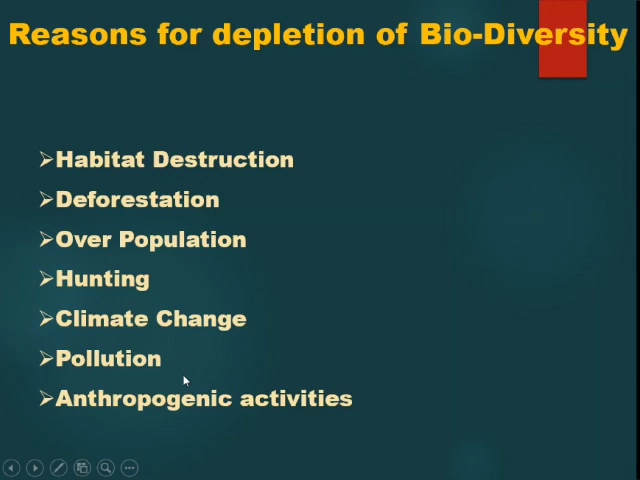 Reasons for depletion of Bio-Diversity
Habitat Destruction
Deforestation
Over Population
Hunting
Climate Change
Pollution
Anthropogenic activities